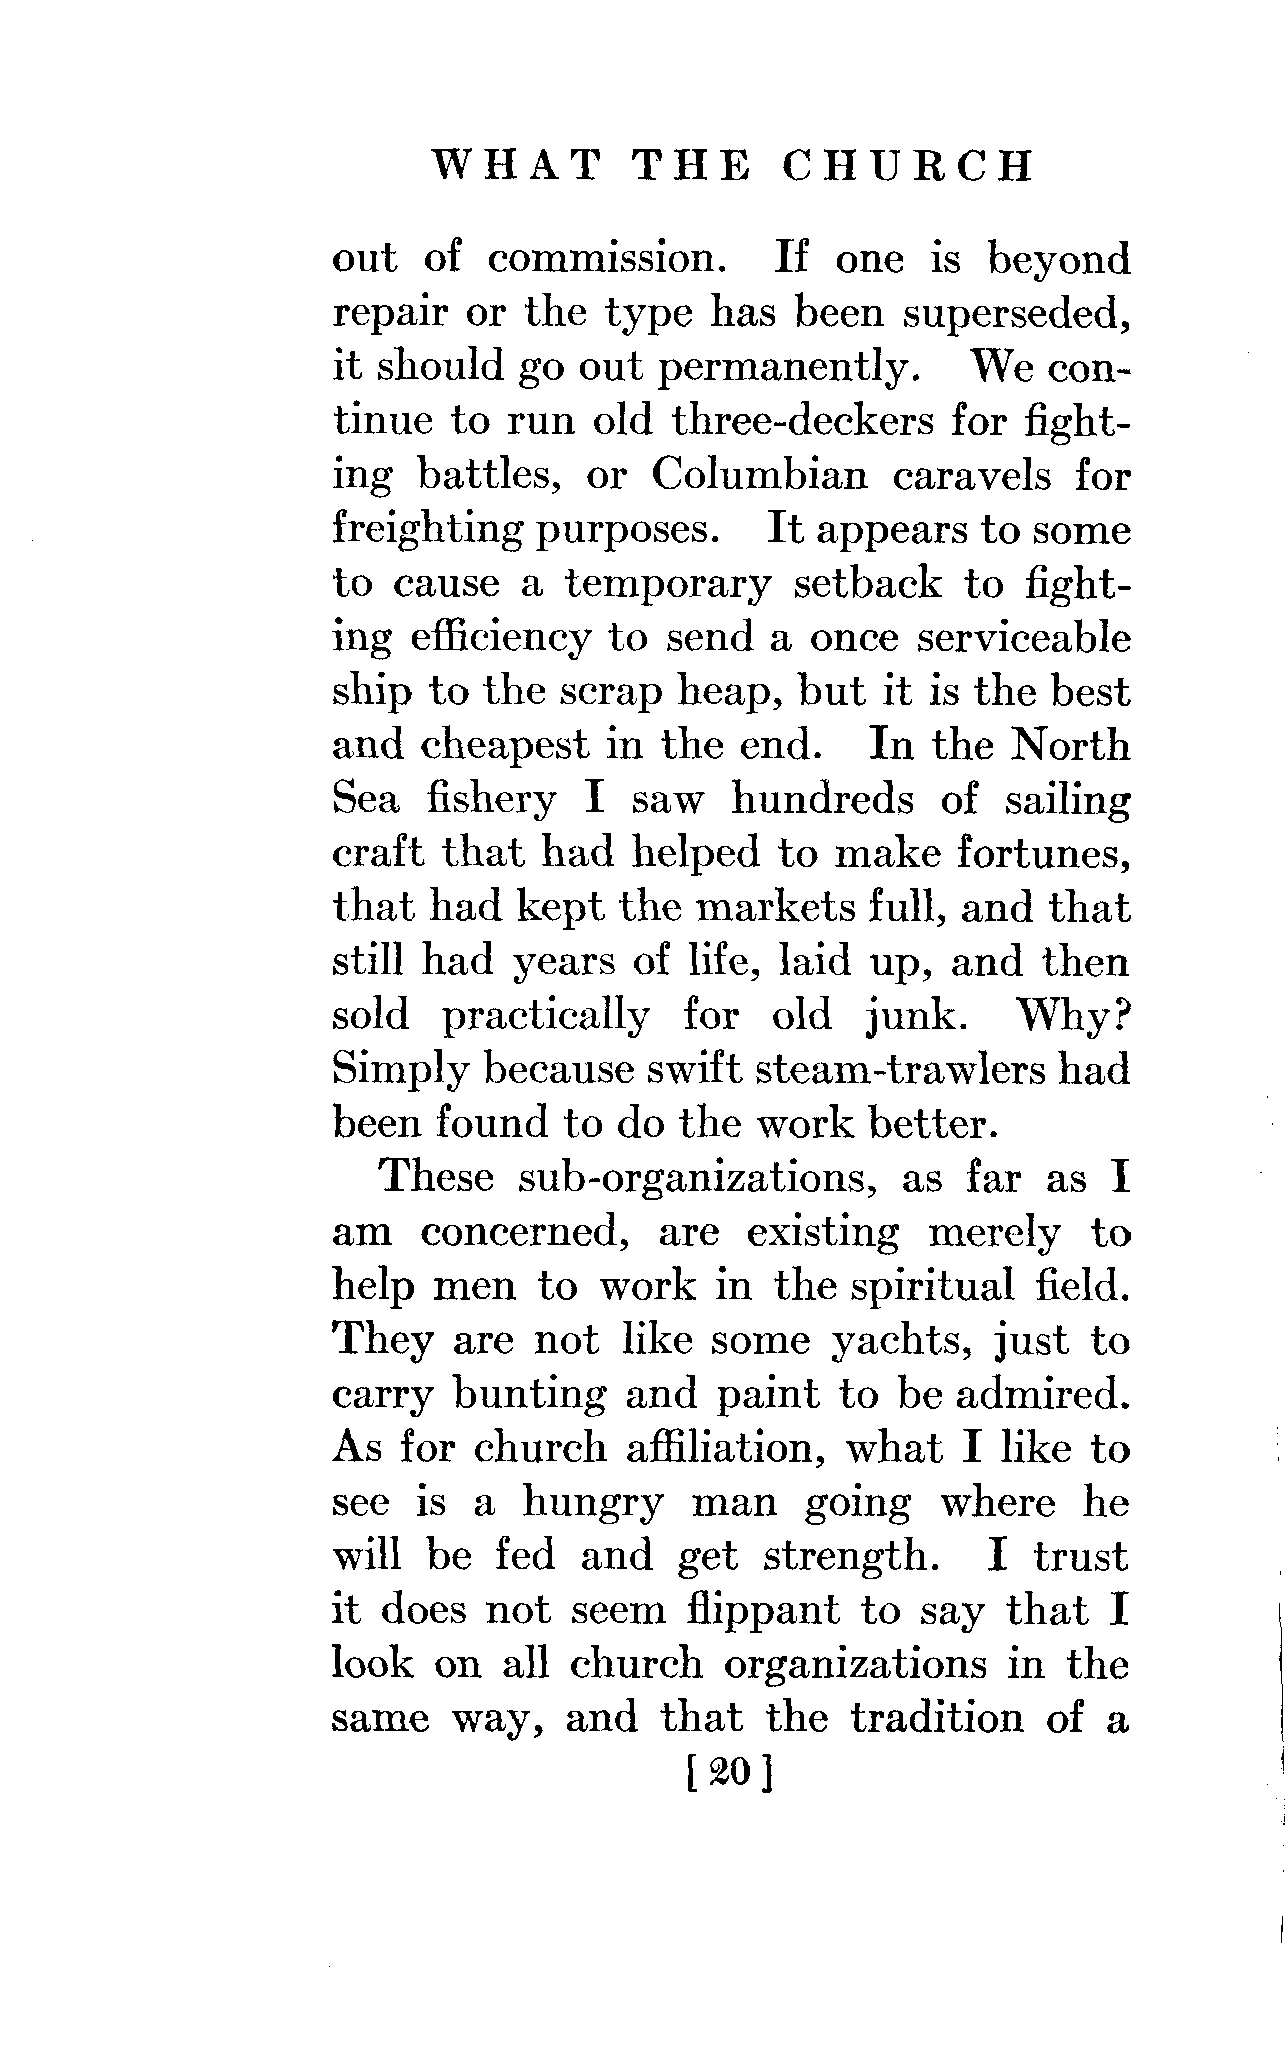 WHAT THE CHURCH
out of commission. If one is beyond
repair or the type has been superseded,
it should go out permanently. We con-
tinue to run old three-deckers for fight-
ing battles, or Columbian caravels for
freighting purposes. It appears to some
to cause a temporary setback to fight-
ing efficiency to send a once serviceable
ship to the scrap heap, but it is the best
and cheapest in the end. In the North
Sea fishery I saw hundreds of sailing
craft that had helped to make fortunes,
that had kept the markets full, and that
still had years of life, laid up, and then
sold practically for old junk. Why?
Simply because swift steam-trawlers had
been found to do the work better.
These sub-organizations, as far as I
am concerned, are existing merely to
help men to work in the spiritual field.
They are not like some yachts, just to
carry bunting and paint to be admired.
As for church affiliation, what I like to
see is a hungry man going where he
will be fed and get strength. I trust
it does not seem flippant to say that I
look on all church organizations in the
same way, and that the tradition of a
[ 20 ]